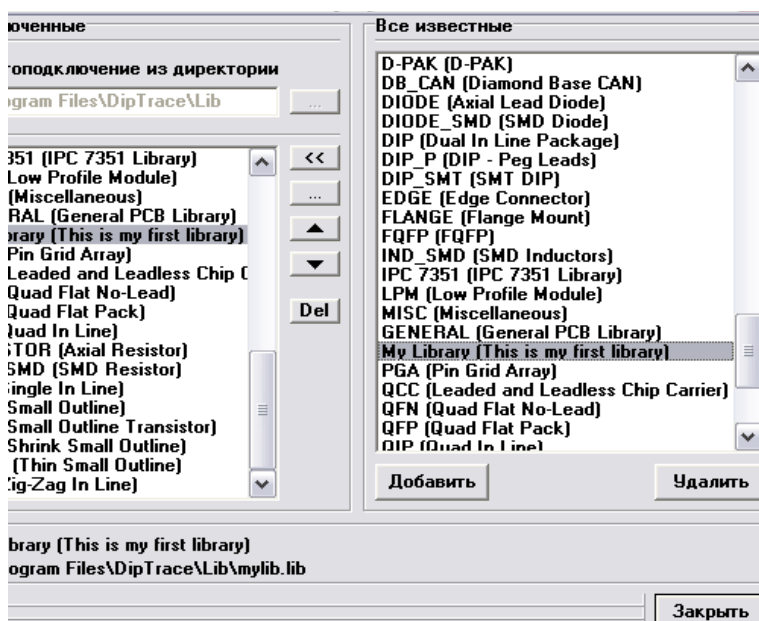 юченные
гоподключение из директории
ogram Files\DipTrace\Lib
...
351 (IPC 7351 Library)
Low Profile Module)
(Miscellaneous)
RAL (General PCB Library)
brary (This is my first library)
Pin Grid Array)
Leaded and Leadless Chip C
Quad Flat No-Lead)
Quad Flat Pack)
Quad In Line)
STOR (Axial Resistor)
SMD (SMD Resistor)
ingle In Line)
Small Outline)
Small Outline Transistor)
Shrink Small Outline)
(Thin Small Outline)
Zig-Zag In Line)
<<
...
Del
Все известные
D-PAK (D-PAK)
DB_CAN (Diamond Base CAN)
DIODE (Axial Lead Diode)
DIODE_SMD (SMD Diode)
DIP (Dual In Line Package)
DIP_P (DIP - Peg Leads)
DIP_SMT (SMT DIP)
EDGE (Edge Connector)
FLANGE (Flange Mount)
FQFP (FQFP)
IND_SMD (SMD Inductors)
IPC 7351 (IPC 7351 Library)
LPM (Low Profile Module)
MISC (Miscellaneous)
GENERAL (General PCB Library)
My Library (This is my first library)
PGA (Pin Grid Array)
QCC (Leaded and Leadless Chip Carrier)
QFN (Quad Flat No-Lead)
QFP (Quad Flat Pack)
QIP (Quad In Line)
Добавить
Удалить
brary (This is my first library)
ogram Files\DipTrace\Lib\mylib.lib
Закрыть